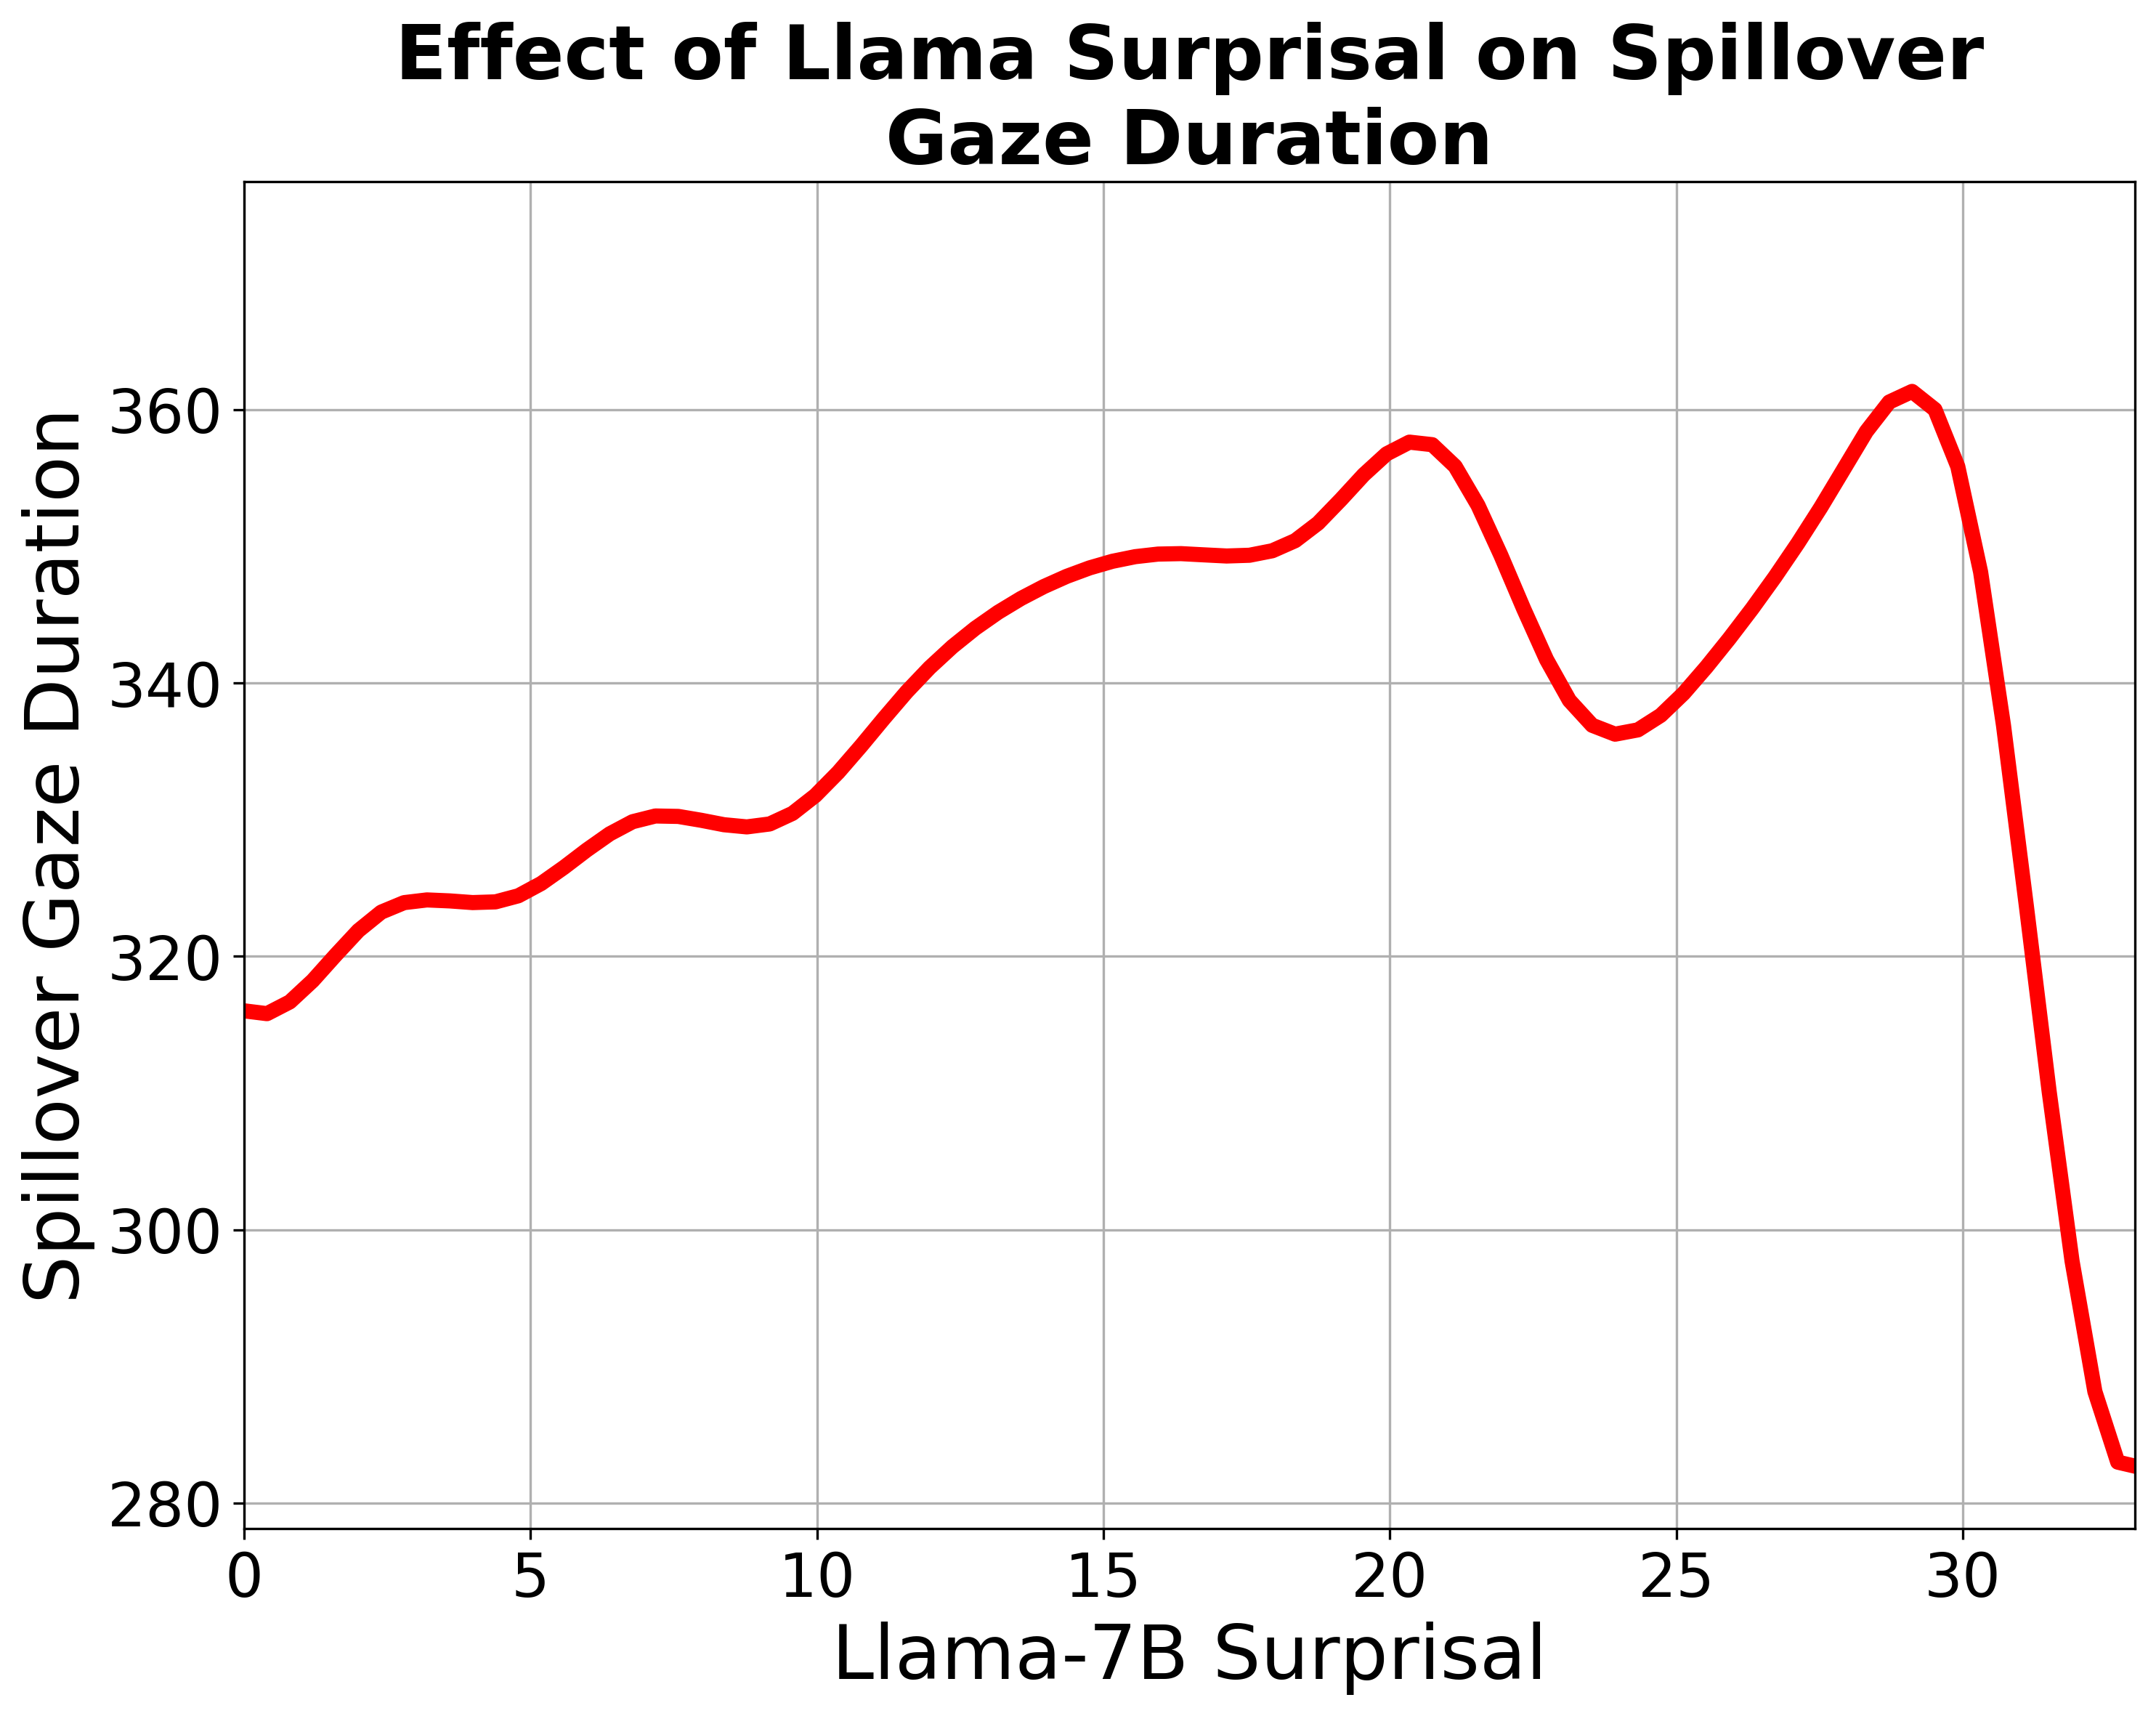 Effect of Llama Surprisal on Spillover
Gaze Duration
Spillover Gaze Duration
360
340
320
300
280
0 5 10 15 20 25 30
Llama-7B Surprisal